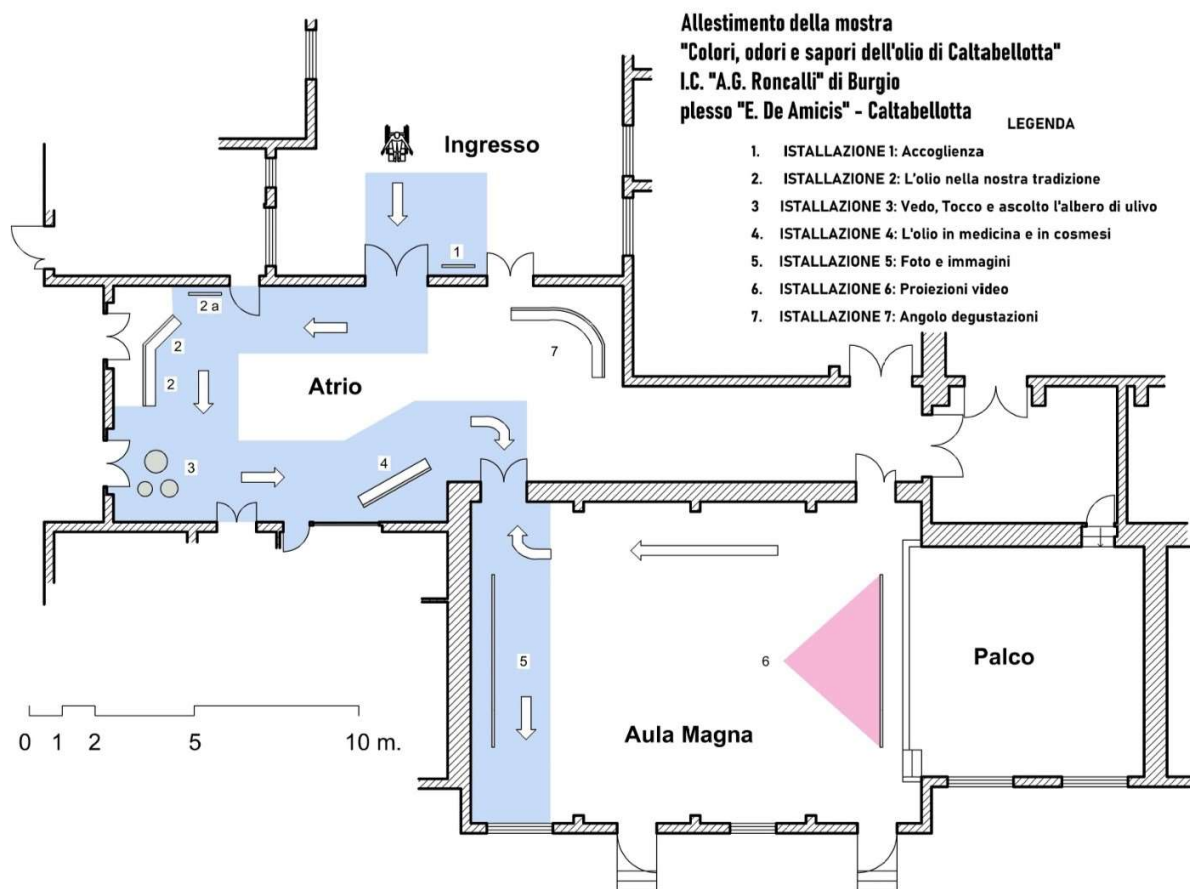 Allestimento della mostra
"Colori, odori e sapori dell'olio di Caltabellotta"
I.C. "A.G. Roncalli" di Burgio
plesso "E. De Amicis" - Caltabellotta
LEGENDA
1. ISTALLAZIONE 1: Accoglienza
2. ISTALLAZIONE 2: L'olio nella nostra tradizione
3 ISTALLAZIONE 3: Vedo, Tocco e ascolto l'albero di ulivo
4. ISTALLAZIONE 4: L'olio in medicina e in cosmesi
5. ISTALLAZIONE 5: Foto e immagini
6. ISTALLAZIONE 6: Proiezioni video
7. ISTALLAZIONE 7: Angolo degustazioni
Ingresso
1
2 a
2
7
2
Atrio
3
4
5
6
Palco
Aula Magna
0 1 2 5 10 m.